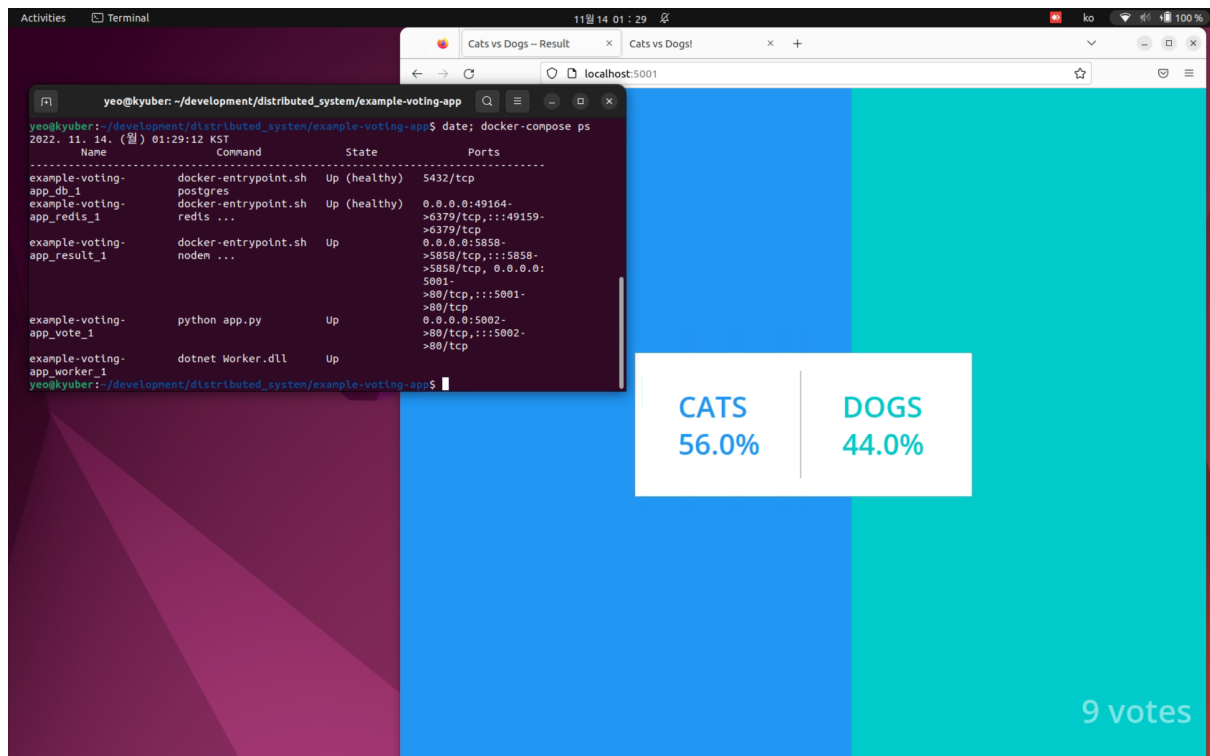 Activities Terminal 11월 14 01 : 29 ko 100 %
Cats vs Dogs -- Result × Cats vs Dogs! × +
localhost:5001
yeo@kyuber: ~/development/distributed_system/example-voting-app
yeo@kyuber:~/development/distributed_system/example-voting-app$ date; docker-compose ps
2022. 11. 14. (월) 01:29:12 KST
Name Command State Ports
--------------------------------------------------------------------------------
example-voting- docker-entrypoint.sh Up (healthy) 5432/tcp
app_db_1 postgres
example-voting- docker-entrypoint.sh Up (healthy) 0.0.0.0:49164-
app_redis_1 redis ... >6379/tcp,:::49159-
>6379/tcp
example-voting- docker-entrypoint.sh Up 0.0.0.0:5858-
app_result_1 nodem ... >5858/tcp,:::5858-
>5858/tcp, 0.0.0.0:
5001-
>80/tcp,:::5001-
>80/tcp
example-voting- python app.py Up 0.0.0.0:5002-
app_vote_1 >80/tcp,:::5002-
>80/tcp
example-voting- dotnet Worker.dll Up
app_worker_1
yeo@kyuber:~/development/distributed_system/example-voting-app$
CATS DOGS
56.0% 44.0%
9 votes